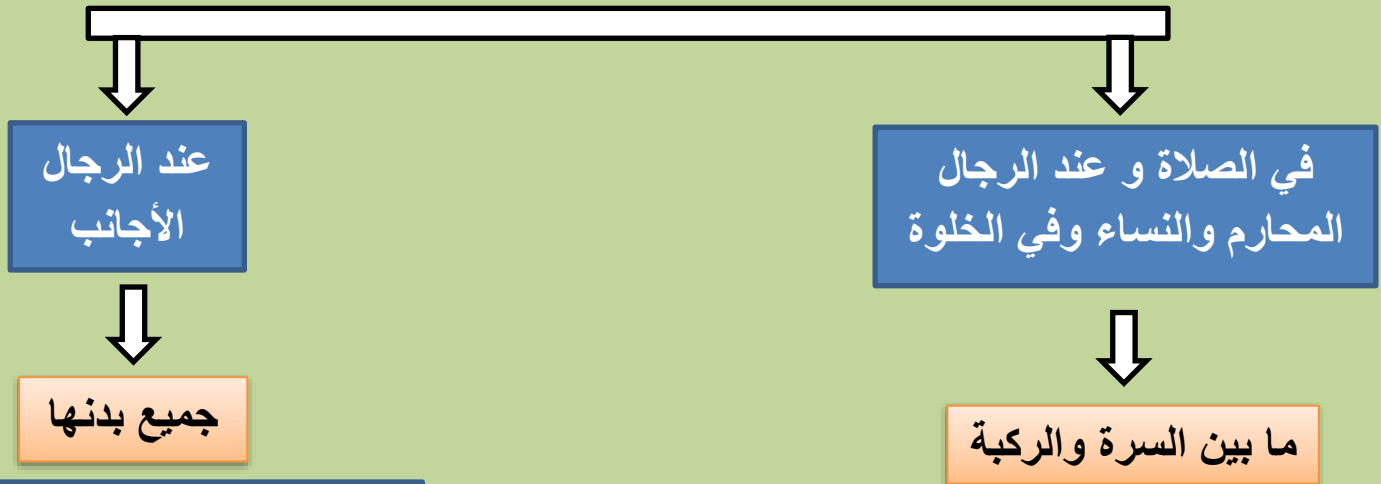 في الصلاة و عند الرجال
المحارم والنساء وفي الخلوة
عند الرجال
الأجانب
ما بين السرة والركبة
جميع بدنها